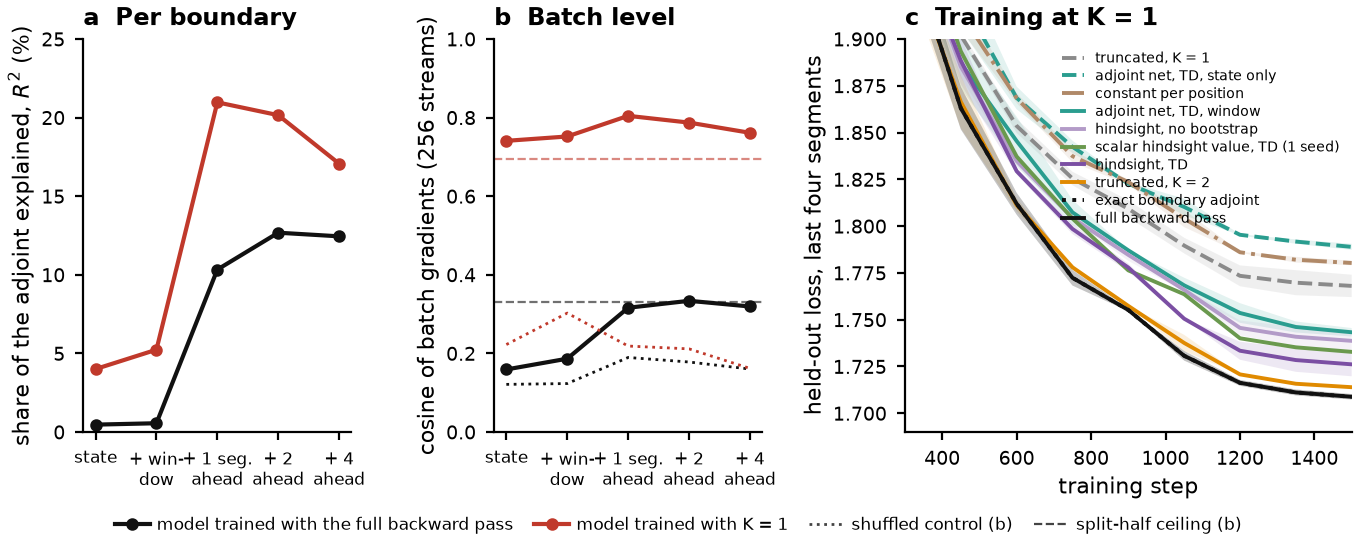 a Per boundary
share of the adjoint explained, R² (%)
25
20
15
10
5
0
state
+ win-
dow
+ 1 seg.
ahead
+ 2
ahead
+ 4
ahead
b Batch level
cosine of batch gradients (256 streams)
1.0
0.8
0.6
0.4
0.2
0.0
state
+ win-
dow
+ 1 seg.
ahead
+ 2
ahead
+ 4
ahead
c Training at K = 1
held-out loss, last four segments
1.900
1.875
1.850
1.825
1.800
1.775
1.750
1.725
1.700
truncated, K = 1
adjoint net, TD, state only
constant per position
adjoint net, TD, window
hindsight, no bootstrap
scalar hindsight value, TD (1 seed)
hindsight, TD
truncated, K = 2
exact boundary adjoint
full backward pass
400 600 800 1000 1200 1400
training step
model trained with the full backward pass model trained with K = 1 shuffled control (b) split-half ceiling (b)